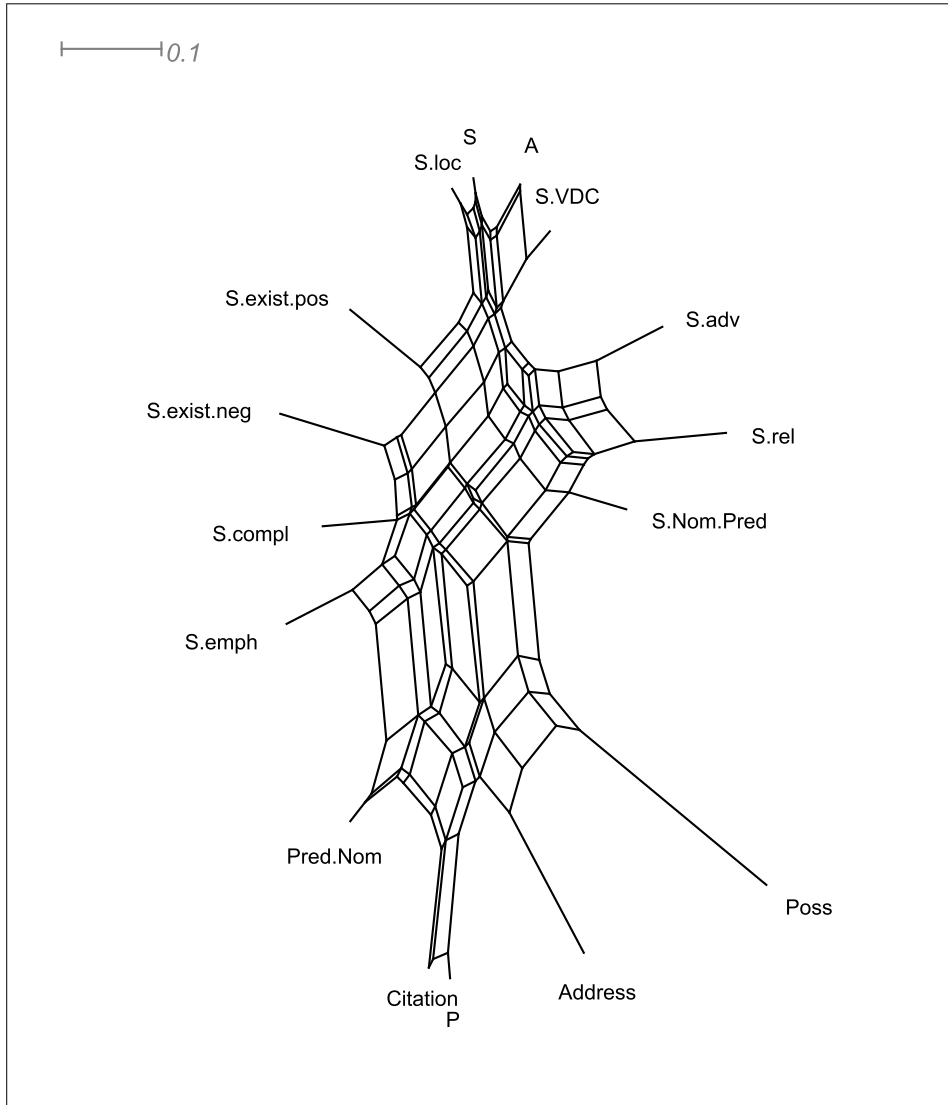 0.1
S
A
S.loc
S.VDC
S.exist.pos
S.adv
S.exist.neg
S.rel
S.Nom.Pred
S.compl
S.emph
Pred.Nom
Poss
Address
Citation
P